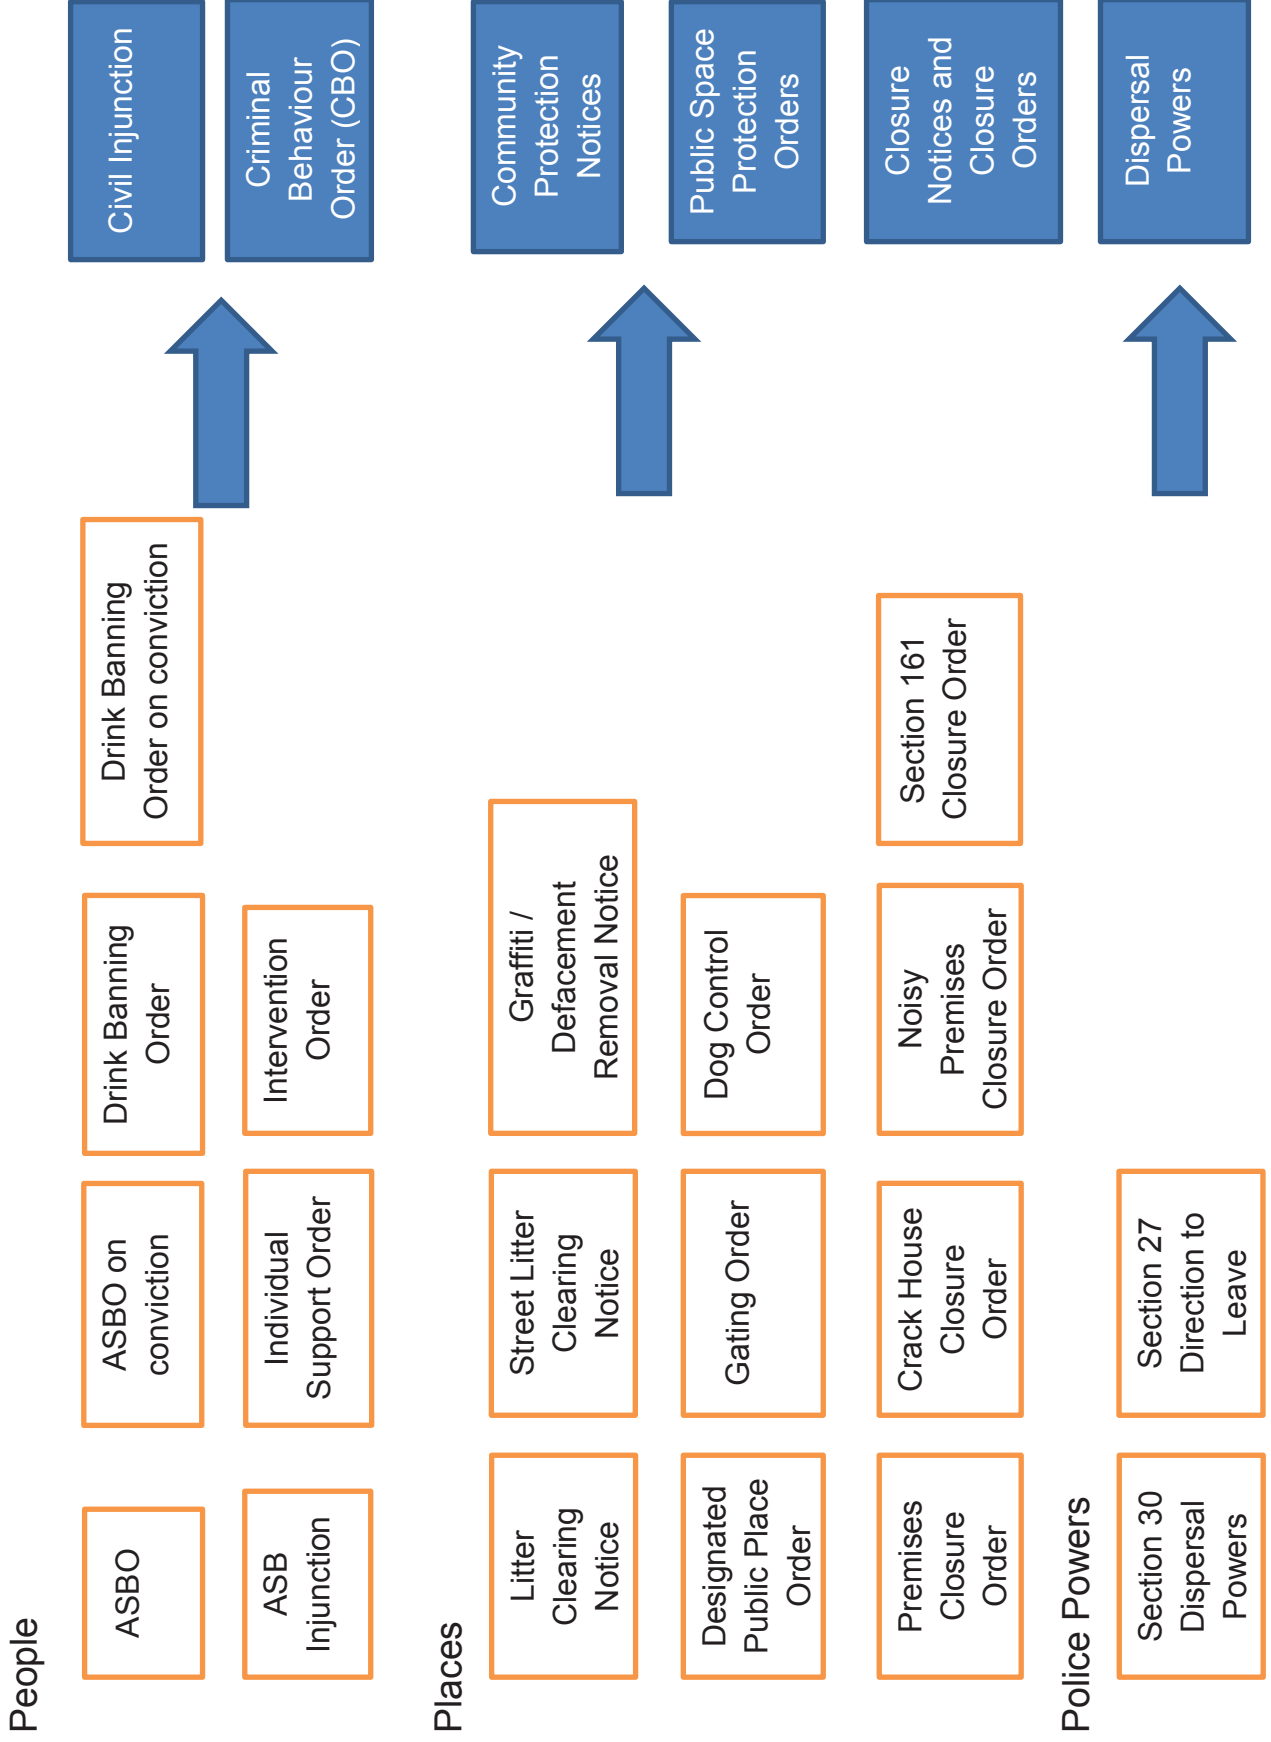 People
ASBO
ASBO on
conviction
Drink Banning
Order
Drink Banning
Order on conviction
Civil Injunction
ASB
Injunction
Individual
Support Order
Intervention
Order
Criminal
Behaviour
Order (CBO)
Places
Litter
Clearing
Notice
Street Litter
Clearing
Notice
Graffiti /
Defacement
Removal Notice
Community
Protection
Notices
Designated
Public Place
Order
Gating Order
Dog Control
Order
Public Space
Protection
Orders
Premises
Closure
Order
Crack House
Closure
Order
Noisy
Premises
Closure Order
Section 161
Closure Order
Closure
Notices and
Closure
Orders
Police Powers
Section 30
Dispersal
Powers
Section 27
Direction to
Leave
Dispersal
Powers